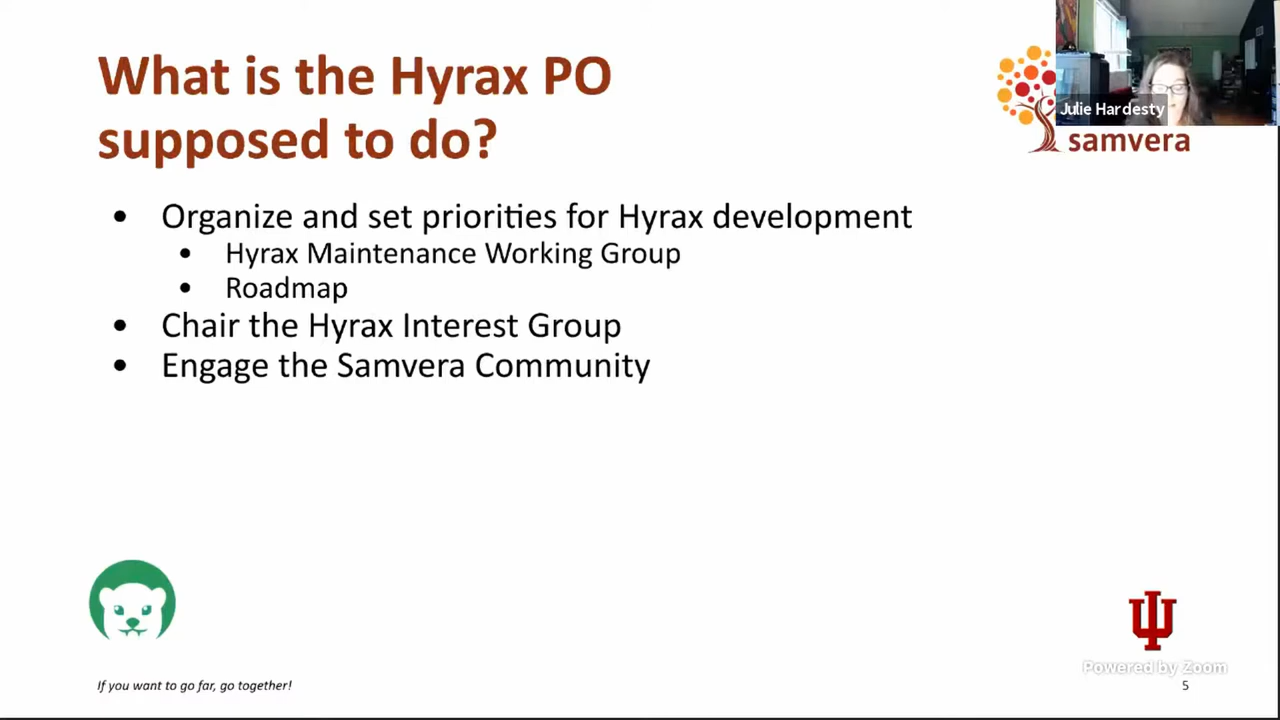 What is the Hyrax PO
supposed to do?
Julie Hardesty
samvera
• Organize and set priorities for Hyrax development
• Hyrax Maintenance Working Group
• Roadmap
• Chair the Hyrax Interest Group
• Engage the Samvera Community
If you want to go far, go together!
Powered by Zoom
5